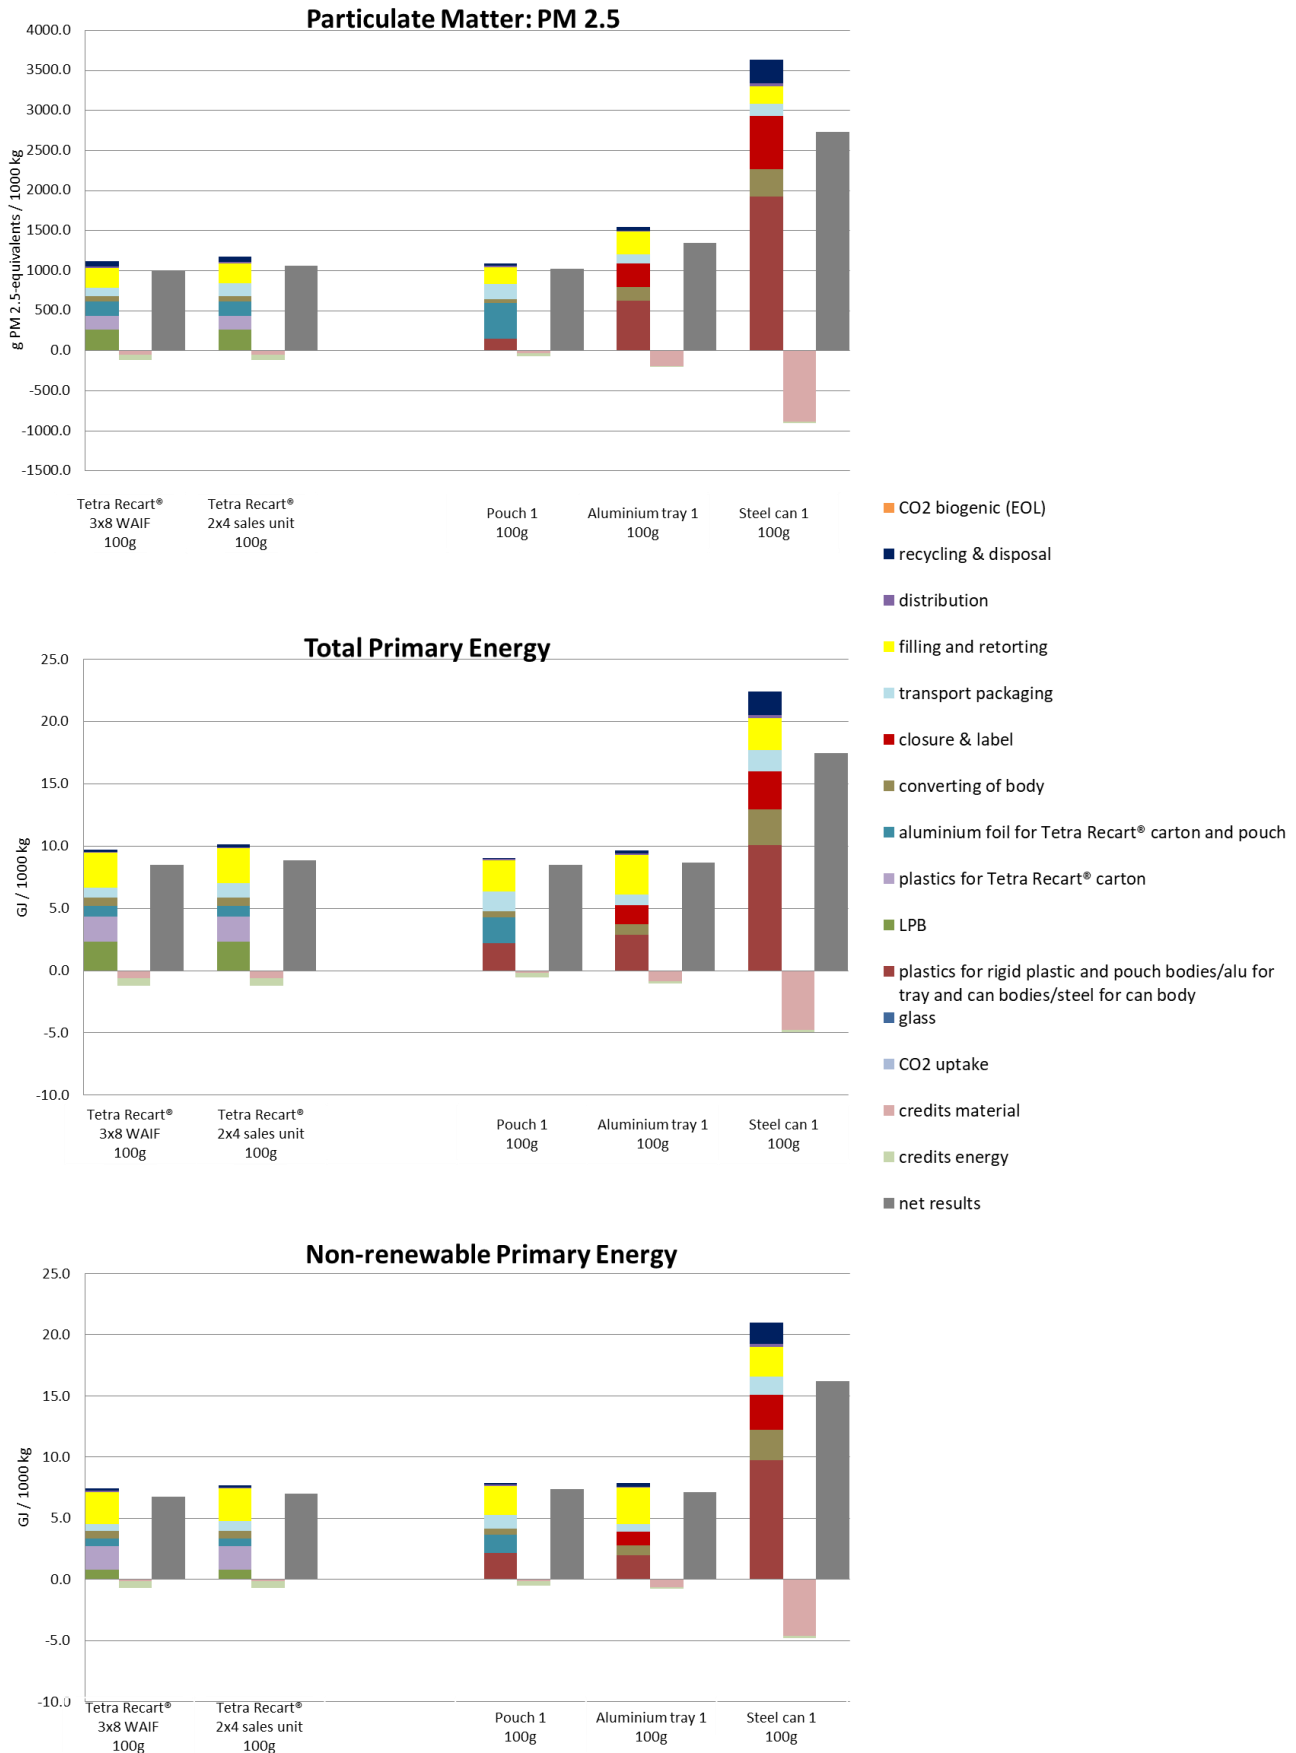 Particulate Matter: PM 2.5
4000.0
3500.0
3000.0
2500.0
2000.0
1500.0
1000.0
500.0
0.0
-500.0
-1000.0
-1500.0
g PM 2.5-equivalents / 1000 kg
Tetra Recart®
3x8 WAIF
100g
Tetra Recart®
2x4 sales unit
100g
Pouch 1
100g
Aluminium tray 1
100g
Steel can 1
100g
Total Primary Energy
25.0
20.0
15.0
10.0
5.0
0.0
-5.0
-10.0
GJ / 1000 kg
Tetra Recart®
3x8 WAIF
100g
Tetra Recart®
2x4 sales unit
100g
Pouch 1
100g
Aluminium tray 1
100g
Steel can 1
100g
CO2 biogenic (EOL)
recycling & disposal
distribution
filling and retorting
transport packaging
closure & label
converting of body
aluminium foil for Tetra Recart® carton and pouch
plastics for Tetra Recart® carton
LPB
plastics for rigid plastic and pouch bodies/alu for
tray and can bodies/steel for can body
glass
CO2 uptake
credits material
credits energy
net results
Non-renewable Primary Energy
25.0
20.0
15.0
10.0
5.0
0.0
-5.0
-10.0
GJ / 1000 kg
Tetra Recart®
3x8 WAIF
100g
Tetra Recart®
2x4 sales unit
100g
Pouch 1
100g
Aluminium tray 1
100g
Steel can 1
100g